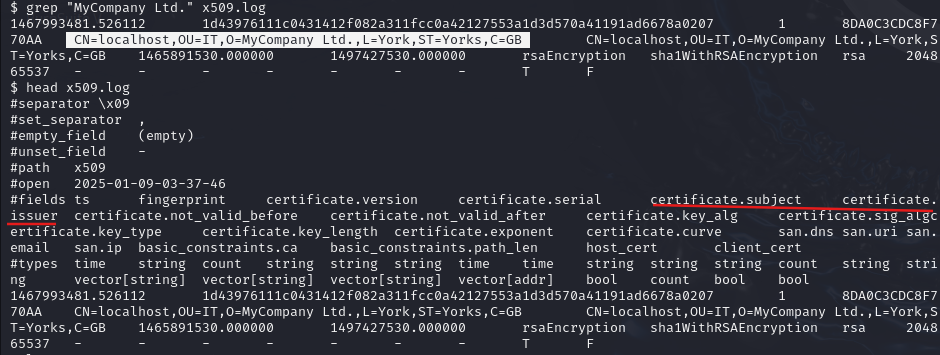 $ grep "MyCompany Ltd." x509.log
1467993481.526112 1d43976111c0431412f082a311fcc0a42127553a1d3d570a41191ad6678a0207 1 8DA0C3CDC8F7
70AA CN=localhost,OU=IT,O=MyCompany Ltd.,L=York,ST=Yorks,C=GB CN=localhost,OU=IT,O=MyCompany Ltd.,L=York,S
T=Yorks,C=GB 1465891530.000000 1497427530.000000 rsaEncryption sha1WithRSAEncryption rsa 2048
65537 - - - - - - T F
$ head x509.log
#separator \x09
#set_separator ,
#empty_field (empty)
#unset_field -
#path x509
#open 2025-01-09-03-37-46
#fields ts fingerprint certificate.version certificate.serial certificate.subject certificate.
issuer certificate.not_valid_before certificate.not_valid_after certificate.key_alg certificate.sig_alg
certificate.key_type certificate.key_length certificate.exponent certificate.curve san.dns san.uri san.
email san.ip basic_constraints.ca basic_constraints.path_len host_cert client_cert
#types time string count string string string time time string string string count string stri
ng vector[string] vector[string] vector[string] vector[addr] bool count bool bool
1467993481.526112 1d43976111c0431412f082a311fcc0a42127553a1d3d570a41191ad6678a0207 1 8DA0C3CDC8F7
70AA CN=localhost,OU=IT,O=MyCompany Ltd.,L=York,ST=Yorks,C=GB CN=localhost,OU=IT,O=MyCompany Ltd.,L=York,S
T=Yorks,C=GB 1465891530.000000 1497427530.000000 rsaEncryption sha1WithRSAEncryption rsa 2048
65537 - - - - - - T F